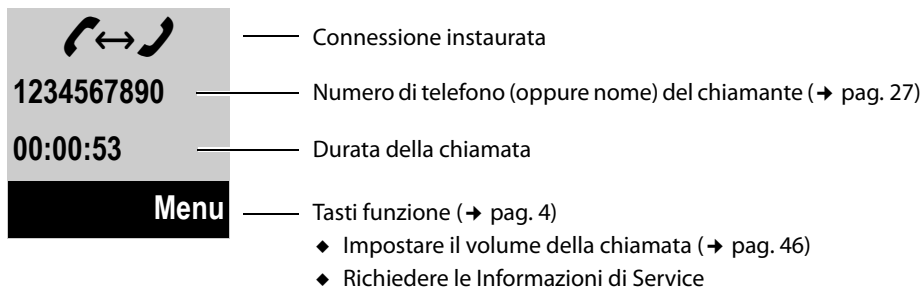 Connessione instaurata
1234567890 Numero di telefono (oppure nome) del chiamante (➜ pag. 27)
00:00:53 Durata della chiamata
Menu Tasti funzione (➜ pag. 4)
◆ Impostare il volume della chiamata (➜ pag. 46)
◆ Richiedere le Informazioni di Service